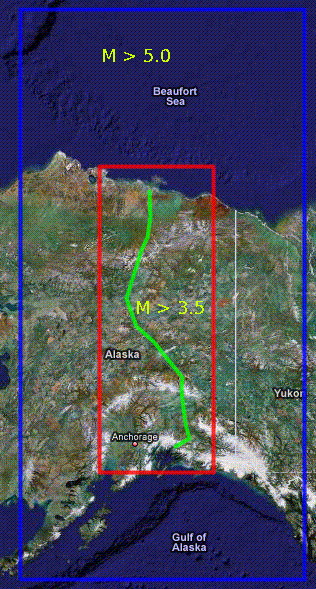 M > 5.0
Beaufort
Sea
M > 3.5
Alaska
Yukon
Anchorage
Gulf of
Alaska